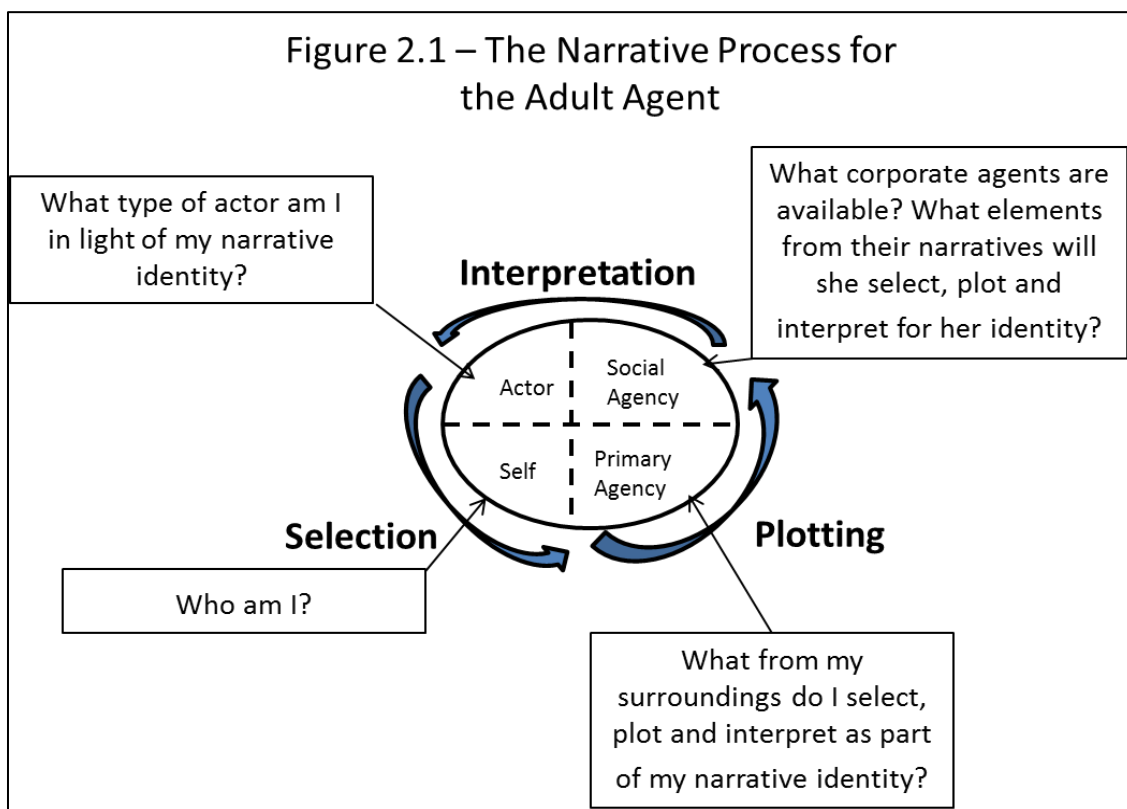 Figure 2.1 – The Narrative Process for
the Adult Agent
What type of actor am I
in light of my narrative
identity?
What corporate agents are
available? What elements
from their narratives will
she select, plot and
interpret for her identity?
Interpretation
Actor
Social
Agency
Self
Primary
Agency
Selection
Plotting
Who am I?
What from my
surroundings do I select,
plot and interpret as part
of my narrative identity?